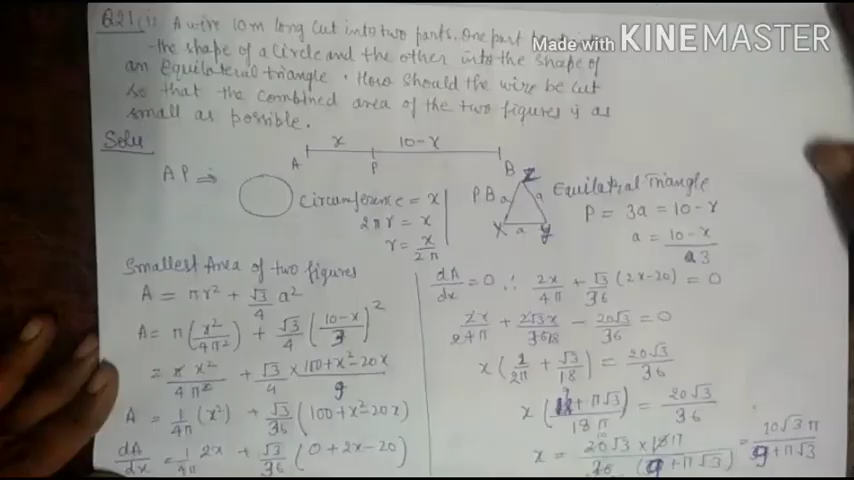 Q21(i) A wire 10m long cut into two parts. One part
the shape of a circle and the other into the shape of
an equilateral triangle. How should the wire be cut
so that the combined area of the two figures is as
small as possible.
Made with KINEMASTER
Solu
x 10-x
A P B
AP ⇒ Circumference = x
2πr = x
r = x/2π
PB Z a a X a y Equilateral Triangle
P = 3a = 10-x
a = (10-x)/3
Smallest Area of two figures
A = πr² + √3/4 a²
A = π(x²/4π²) + √3/4 ((10-x)/3)²
= π x²/4π² + √3/4 × (100+x²-20x)/9
A = 1/4π (x²) + √3/36 (100+x²-20x)
dA/dx = 1/4π 2x + √3/36 (0+2x-20)
dA/dx = 0 ∴ 2x/4π + √3/36 (2x-20) = 0
2x/4π + 2√3x/36 - 20√3/36 = 0
x(1/2π + √3/18) = 20√3/36
x((9+π√3)/18π) = 20√3/36
x = 20√3 × 18π/36(9+π√3) = 10√3π/(9+π√3)